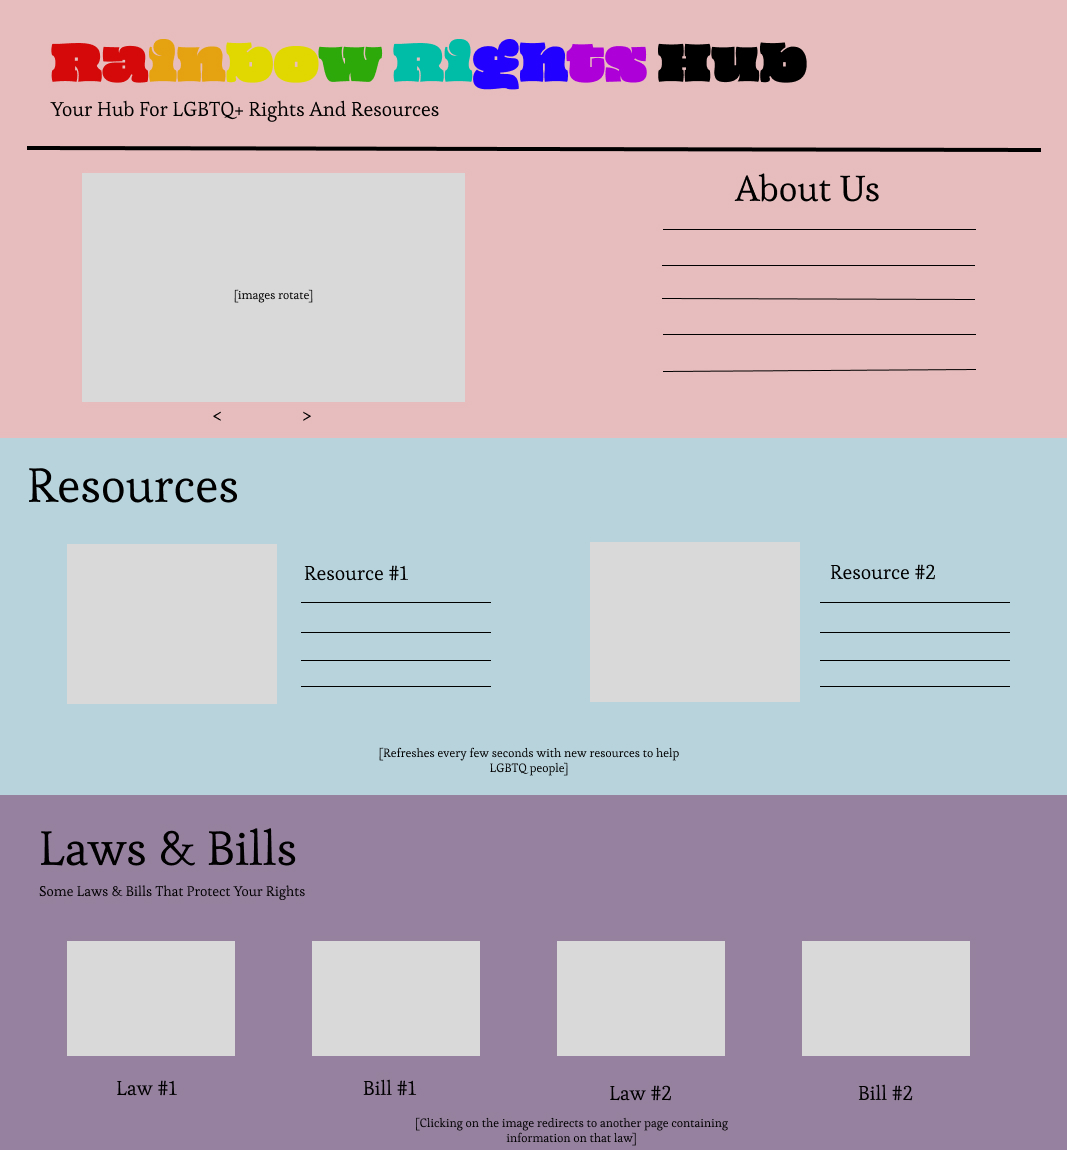 Rainbow Rights Hub
Your Hub For LGBTQ+ Rights And Resources
About Us
[images rotate]
< >
Resources
Resource #1
Resource #2
[Refreshes every few seconds with new resources to help
LGBTQ people]
Laws & Bills
Some Laws & Bills That Protect Your Rights
Law #1
Bill #1
Law #2
Bill #2
[Clicking on the image redirects to another page containing
information on that law]